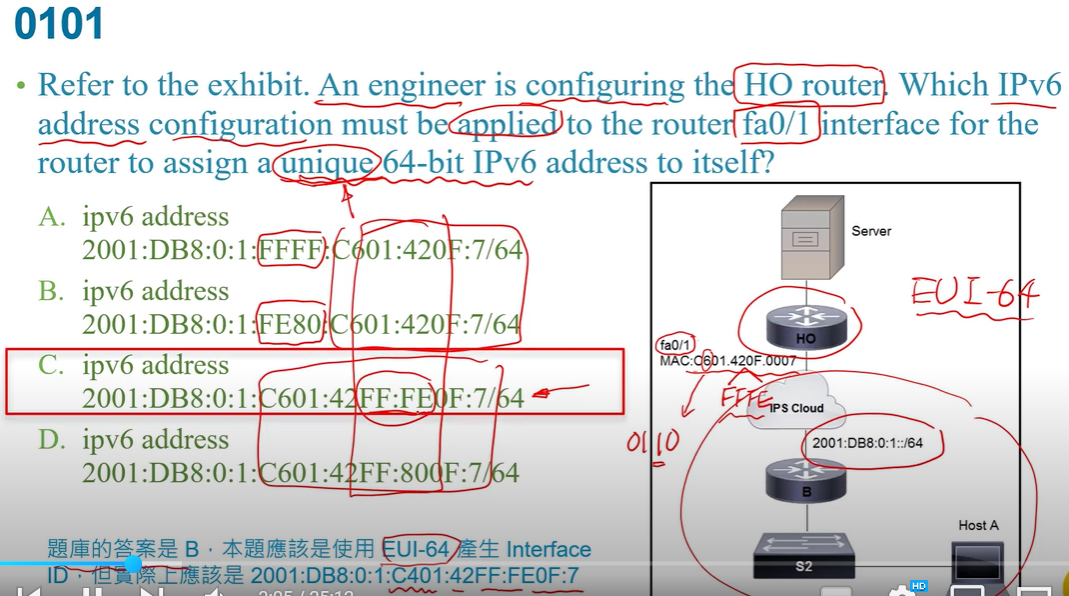 0101
• Refer to the exhibit. An engineer is configuring the HO router. Which IPv6
address configuration must be applied to the router fa0/1 interface for the
router to assign a unique 64-bit IPv6 address to itself?
A. ipv6 address
2001:DB8:0:1:FFFF:C601:420F:7/64
B. ipv6 address
2001:DB8:0:1:FE80:C601:420F:7/64
C. ipv6 address
2001:DB8:0:1:C601:42FF:FE0F:7/64
D. ipv6 address
2001:DB8:0:1:C601:42FF:800F:7/64
題庫的答案是 B，本題應該是使用 EUI-64 產生 Interface
ID，但實際上應該是 2001:DB8:0:1:C401:42FF:FE0F:7
Server
EUI-64
HO
fa0/1
MAC:C601.420F.0007
FFFE
IPS Cloud
0110
2001:DB8:0:1::/64
B
Host A
S2
HD